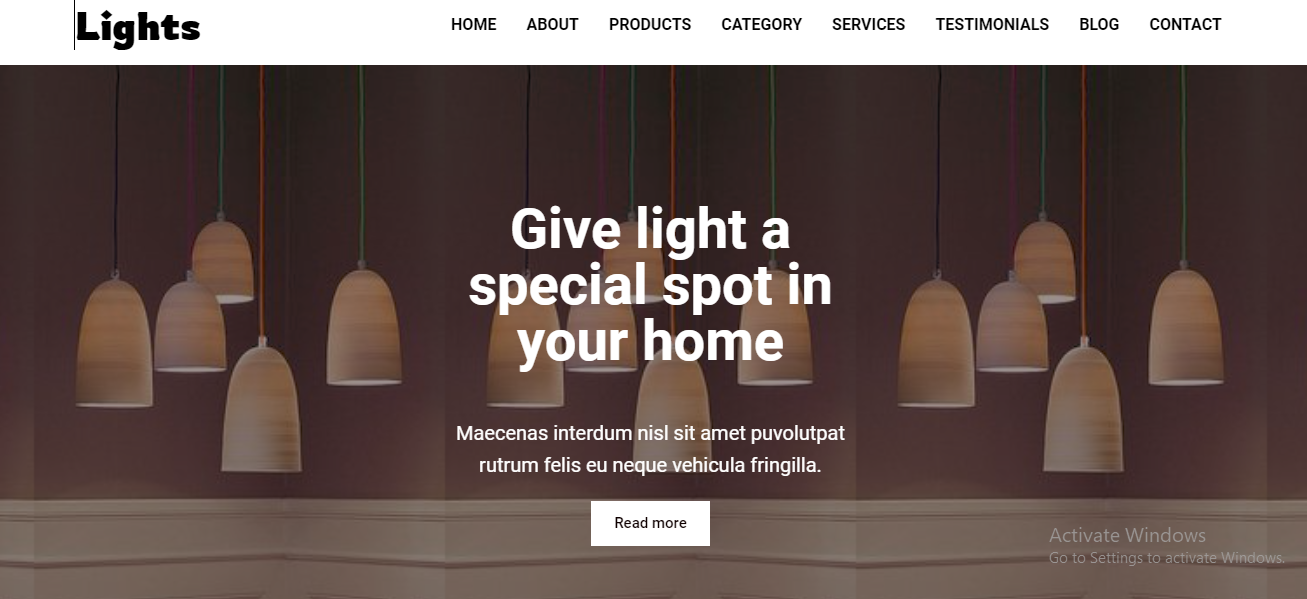 Lights
HOME ABOUT PRODUCTS CATEGORY SERVICES TESTIMONIALS BLOG CONTACT
Give light a
special spot in
your home
Maecenas interdum nisl sit amet puvolutpat
rutrum felis eu neque vehicula fringilla.
Read more
Activate Windows
Go to Settings to activate Windows.